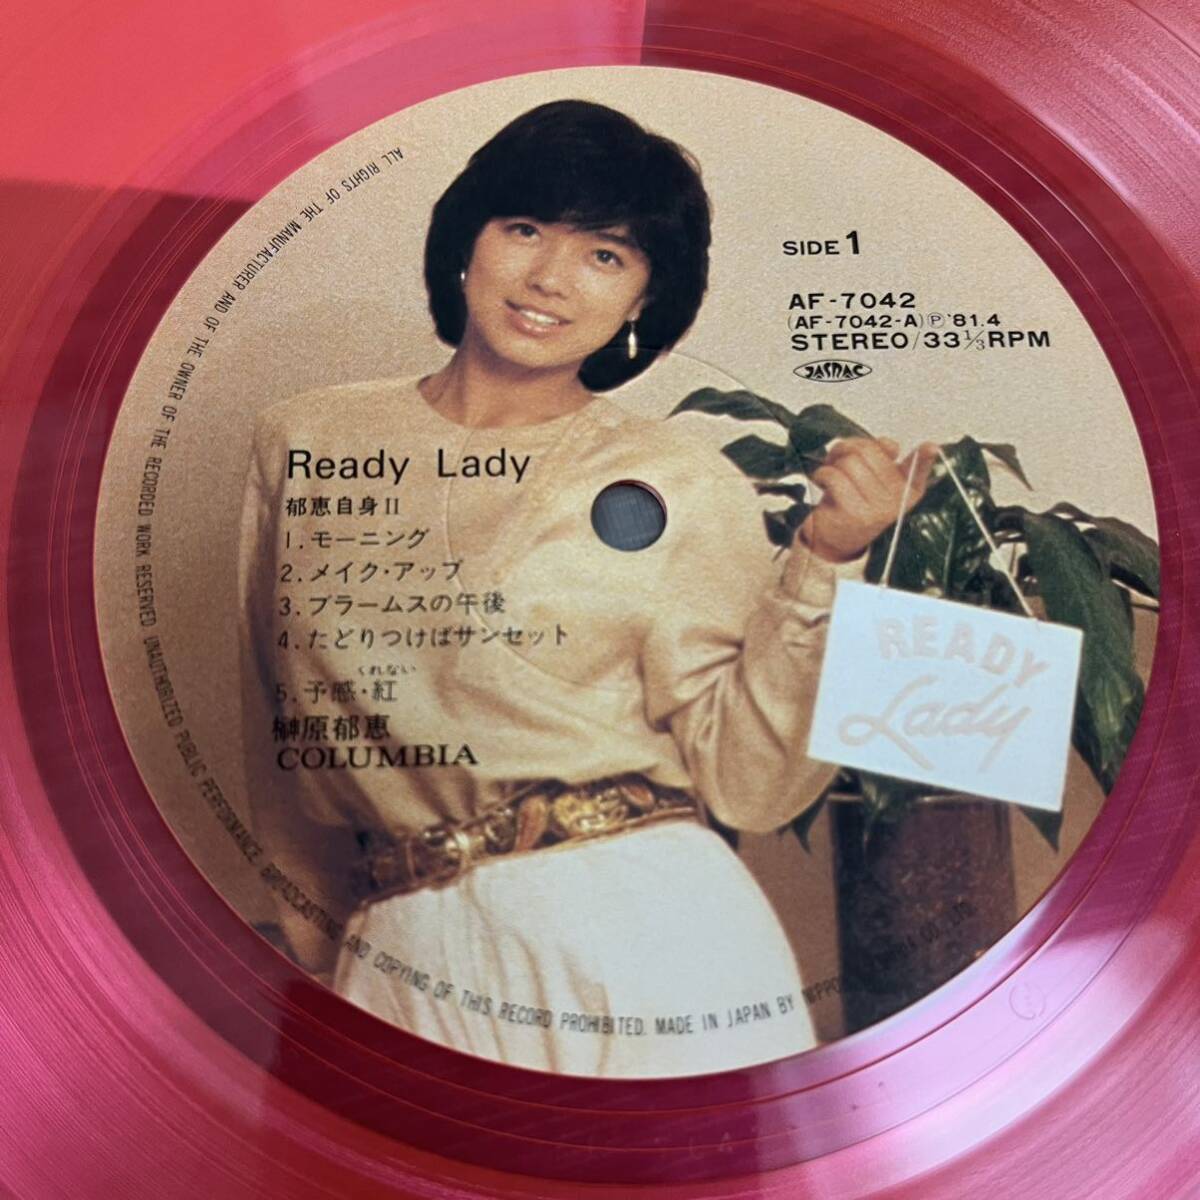 SIDE 1
AF-7042
(AF-7042-A)Ⓟ'81.4
STEREO/33⅓RPM
JASRAC
Ready Lady
郁恵自身II
1.モーニング
2.メイク・アップ
3.ブラームスの午後
4.たどりつけばサンセット
くれない
5.予感・紅
榊原郁恵
COLUMBIA
READY
Lady
ALL RIGHTS OF THE MANUFACTURER AND OF THE OWNER OF THE RECORDED WORK RESERVED UNAUTHORIZED PUBLIC PERFORMANCE BROADCASTING AND COPYING OF THIS RECORD PROHIBITED. MADE IN JAPAN BY NIPPON CO., LTD.